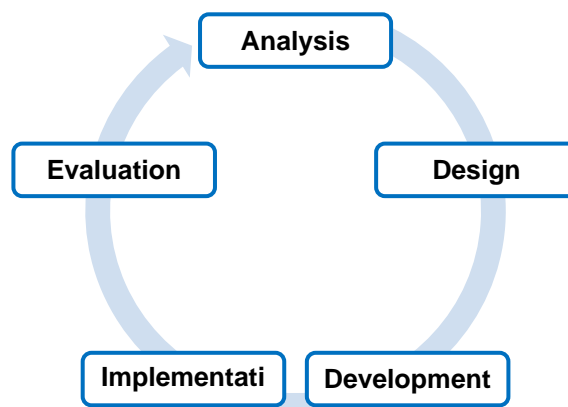 Analysis
Design
Development
Implementati
Evaluation